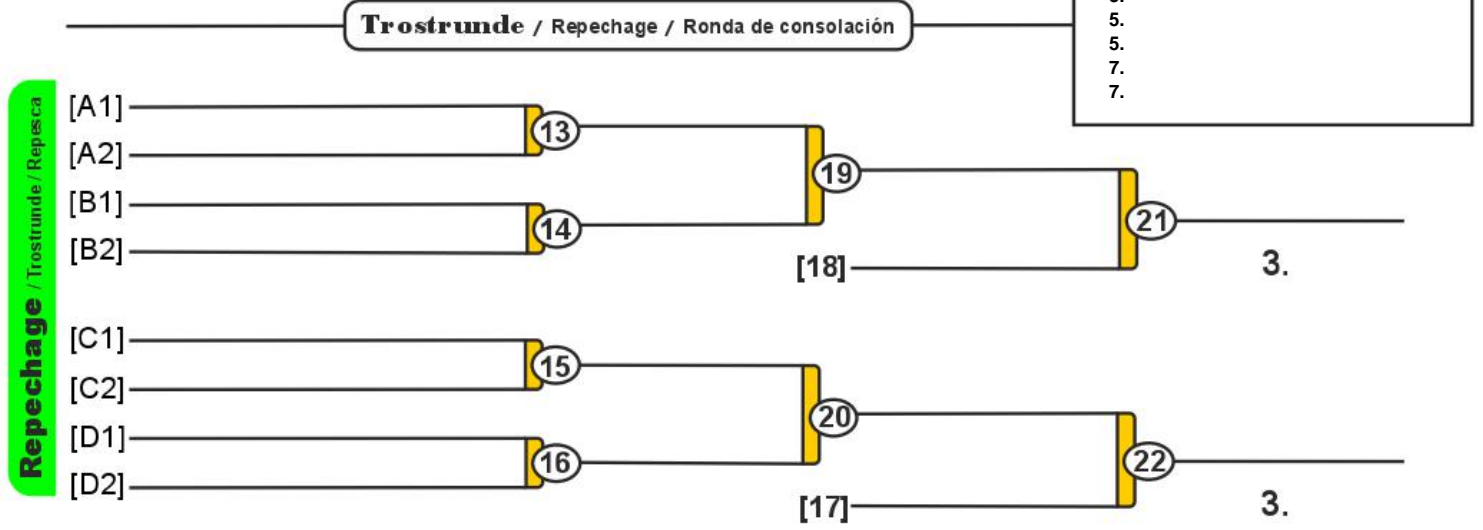 Trostrunde / Repechage / Ronda de consolación
5.
5.
7.
7.
Repechage / Trostrunde / Repesca
[A1]
13
[A2]
19
[B1]
14
21
[B2]
[18]
3.
[C1]
15
[C2]
20
[D1]
16
22
[D2]
[17]
3.